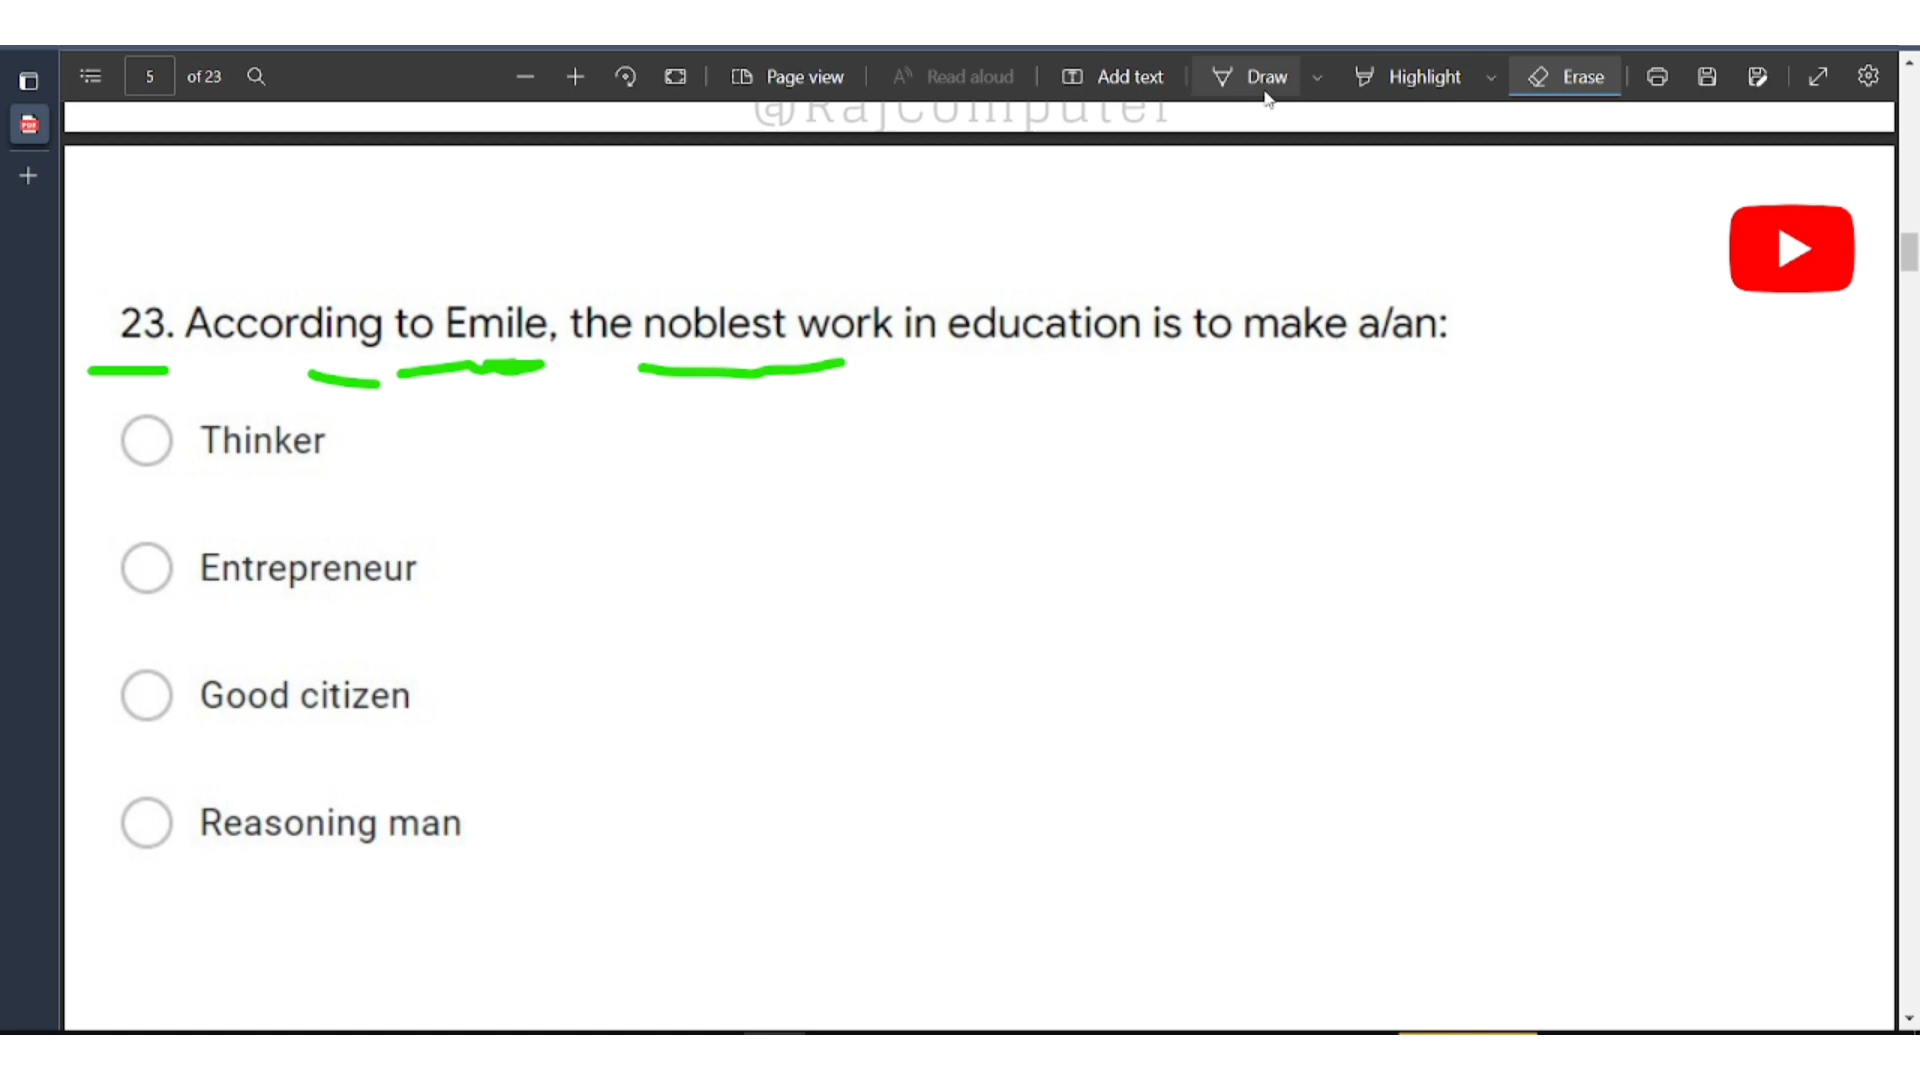 5 of 23 Page view Read aloud Add text Draw Highlight Erase
@RajComputer
23. According to Emile, the noblest work in education is to make a/an:
Thinker
Entrepreneur
Good citizen
Reasoning man